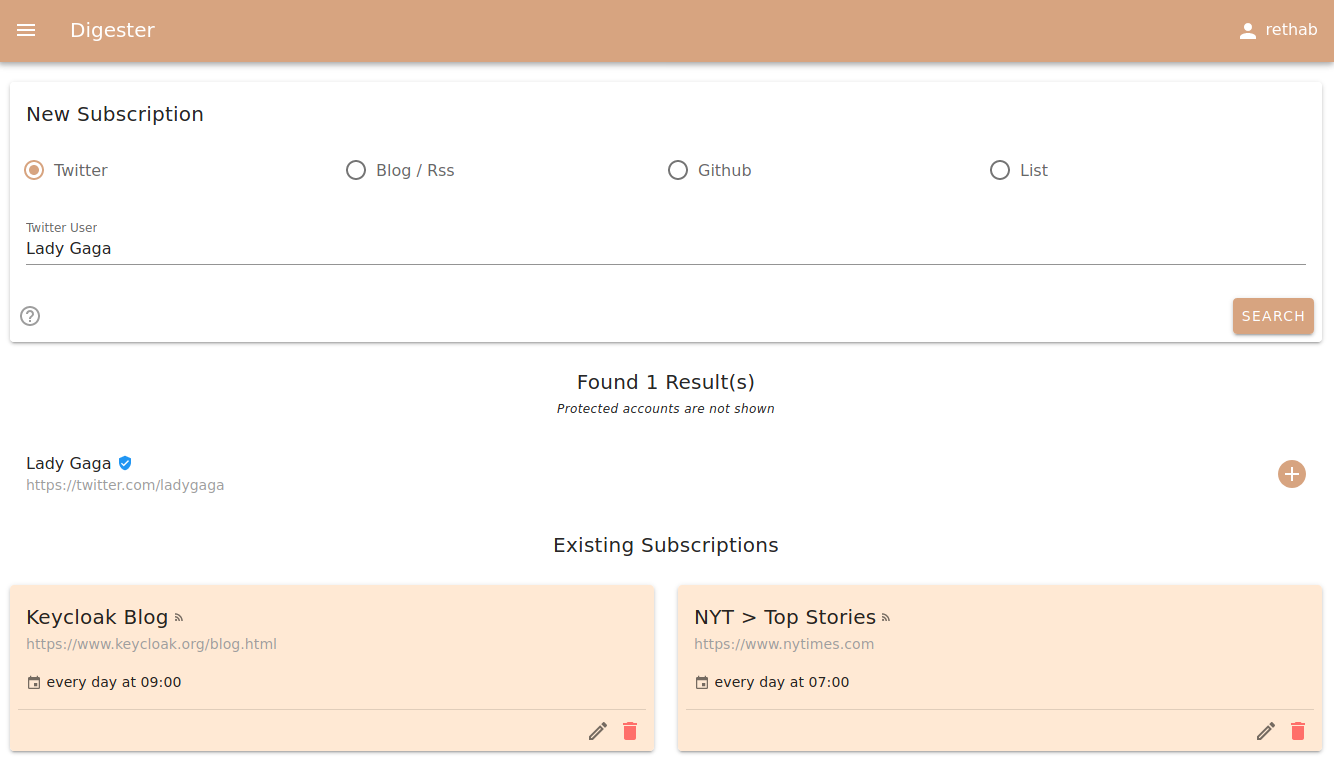 Digester
rethab
New Subscription
Twitter
Blog / Rss
Github
List
Twitter User
Lady Gaga
SEARCH
Found 1 Result(s)
Protected accounts are not shown
Lady Gaga
https://twitter.com/ladygaga
Existing Subscriptions
Keycloak Blog
https://www.keycloak.org/blog.html
every day at 09:00
NYT > Top Stories
https://www.nytimes.com
every day at 07:00